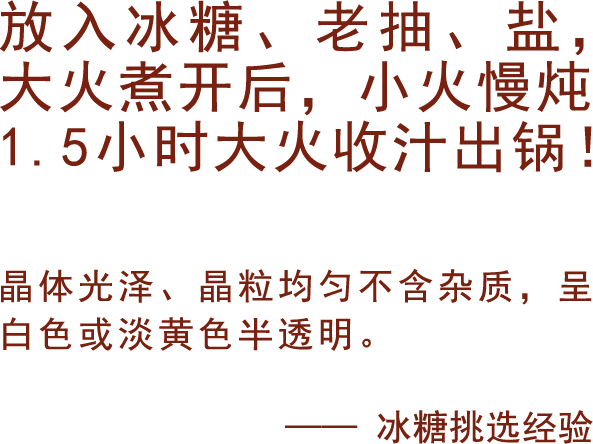 放入冰糖、老抽、盐，
大火煮开后，小火慢炖
1.5小时大火收汁出锅！
晶体光泽、晶粒均匀不含杂质，呈
白色或淡黄色半透明。
—— 冰糖挑选经验